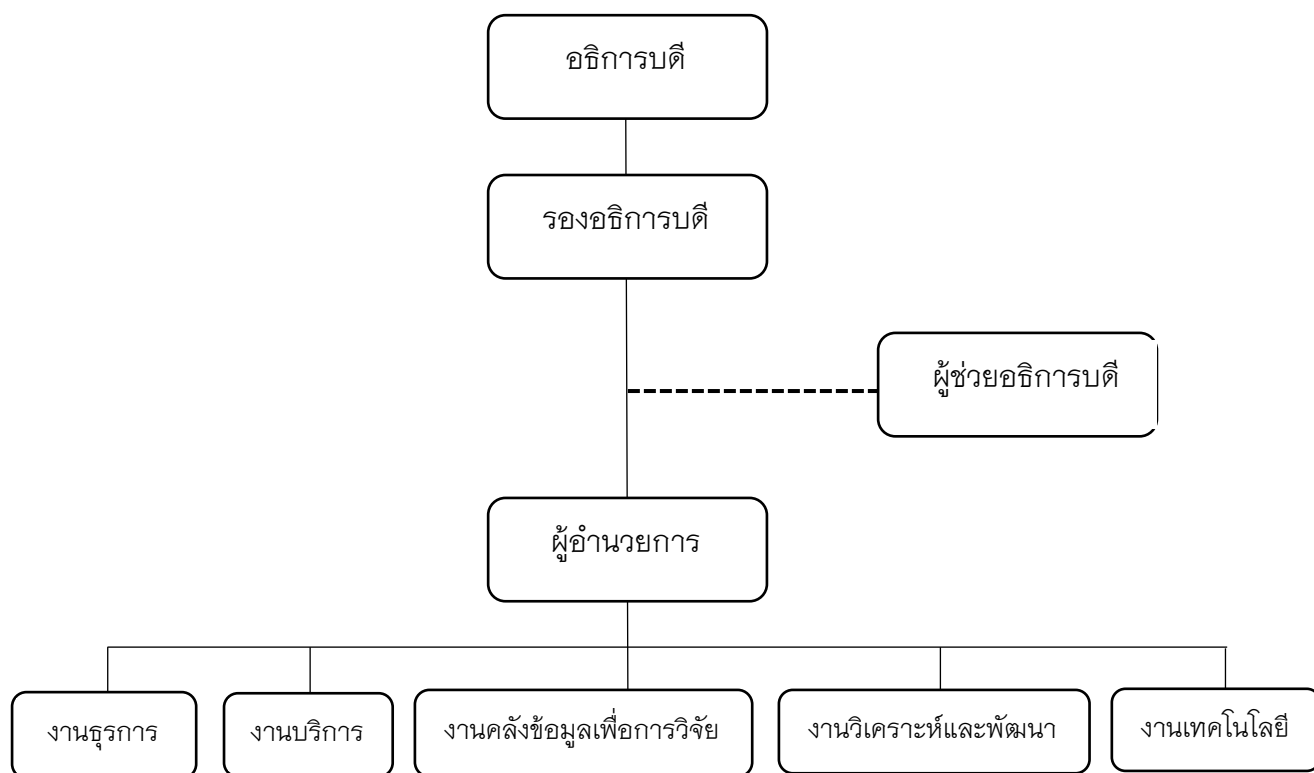 อธิการบดี
รองอธิการบดี
ผู้ช่วยอธิการบดี
ผู้อำนวยการ
งานธุรการ
งานบริการ
งานคลังข้อมูลเพื่อการวิจัย
งานวิเคราะห์และพัฒนา
งานเทคโนโลยี